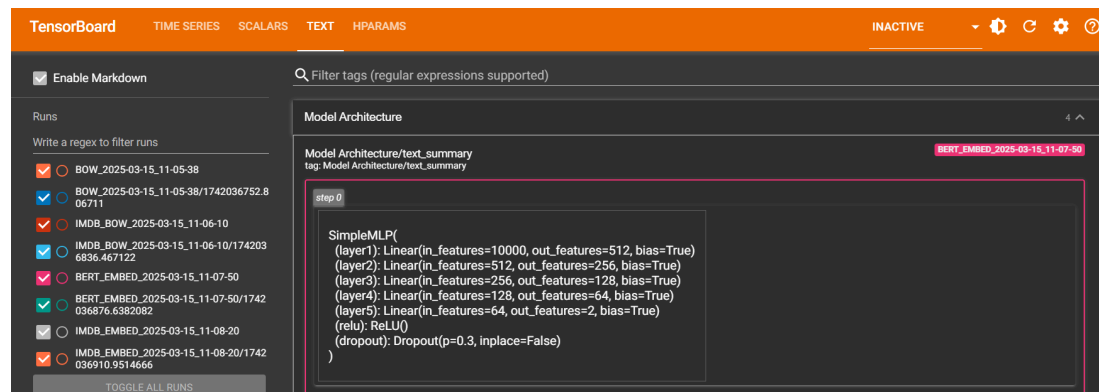 TensorBoard TIME SERIES SCALARS TEXT HPARAMS INACTIVE
Enable Markdown
Runs
Write a regex to filter runs
BOW_2025-03-15_11-05-38
BOW_2025-03-15_11-05-38/1742036752.8
06711
IMDB_BOW_2025-03-15_11-06-10
IMDB_BOW_2025-03-15_11-06-10/174203
6836.467122
BERT_EMBED_2025-03-15_11-07-50
BERT_EMBED_2025-03-15_11-07-50/1742
036876.6382082
IMDB_EMBED_2025-03-15_11-08-20
IMDB_EMBED_2025-03-15_11-08-20/1742
036910.9514666
TOGGLE ALL RUNS
Filter tags (regular expressions supported)
Model Architecture 4
Model Architecture/text_summary BERT_EMBED_2025-03-15_11-07-50
tag: Model Architecture/text_summary
step 0
SimpleMLP(
(layer1): Linear(in_features=10000, out_features=512, bias=True)
(layer2): Linear(in_features=512, out_features=256, bias=True)
(layer3): Linear(in_features=256, out_features=128, bias=True)
(layer4): Linear(in_features=128, out_features=64, bias=True)
(layer5): Linear(in_features=64, out_features=2, bias=True)
(relu): ReLU()
(dropout): Dropout(p=0.3, inplace=False)
)